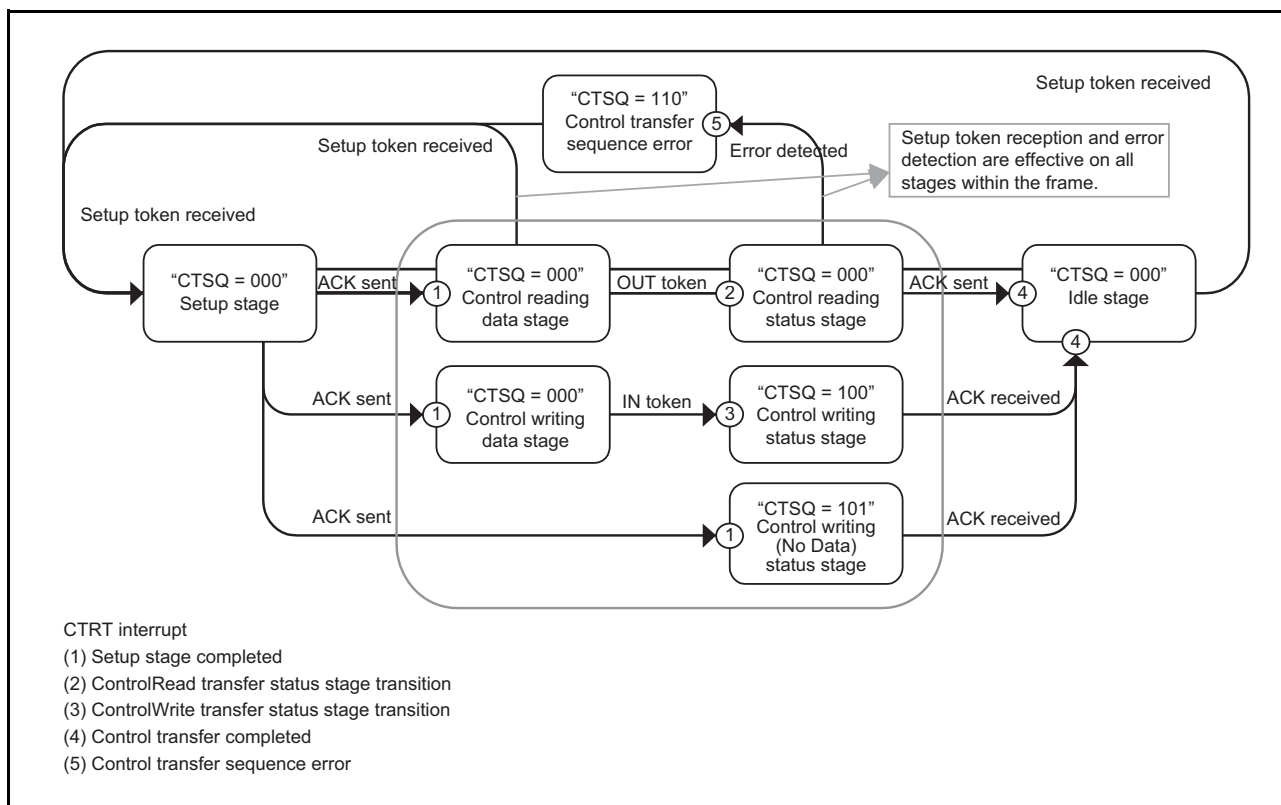 Setup token received
“CTSQ = 110”
Control transfer
sequence error
5
Setup token received
Error detected
Setup token reception and error
detection are effective on all
stages within the frame.
Setup token received
“CTSQ = 000”
Setup stage
ACK sent
1
“CTSQ = 000”
Control reading
data stage
OUT token
2
“CTSQ = 000”
Control reading
status stage
ACK sent
4
“CTSQ = 000”
Idle stage
4
ACK sent
1
“CTSQ = 000”
Control writing
data stage
IN token
3
“CTSQ = 100”
Control writing
status stage
ACK received
ACK sent
1
“CTSQ = 101”
Control writing
(No Data)
status stage
ACK received
CTRT interrupt
(1) Setup stage completed
(2) ControlRead transfer status stage transition
(3) ControlWrite transfer status stage transition
(4) Control transfer completed
(5) Control transfer sequence error